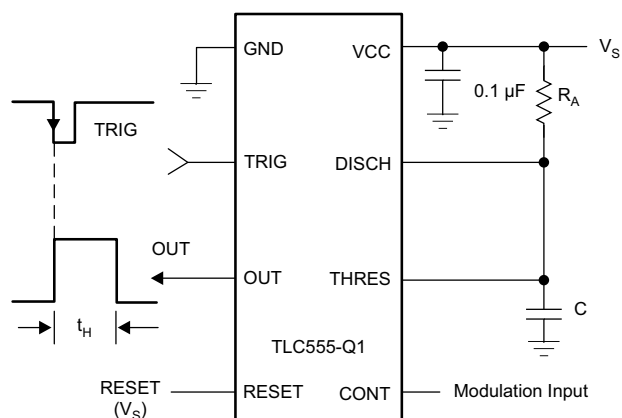 GND
VCC
V_S
0.1 µF
R_A
TRIG
TRIG
DISCH
OUT
OUT
THRES
t_H
C
TLC555-Q1
RESET
(V_S)
RESET
CONT
Modulation Input